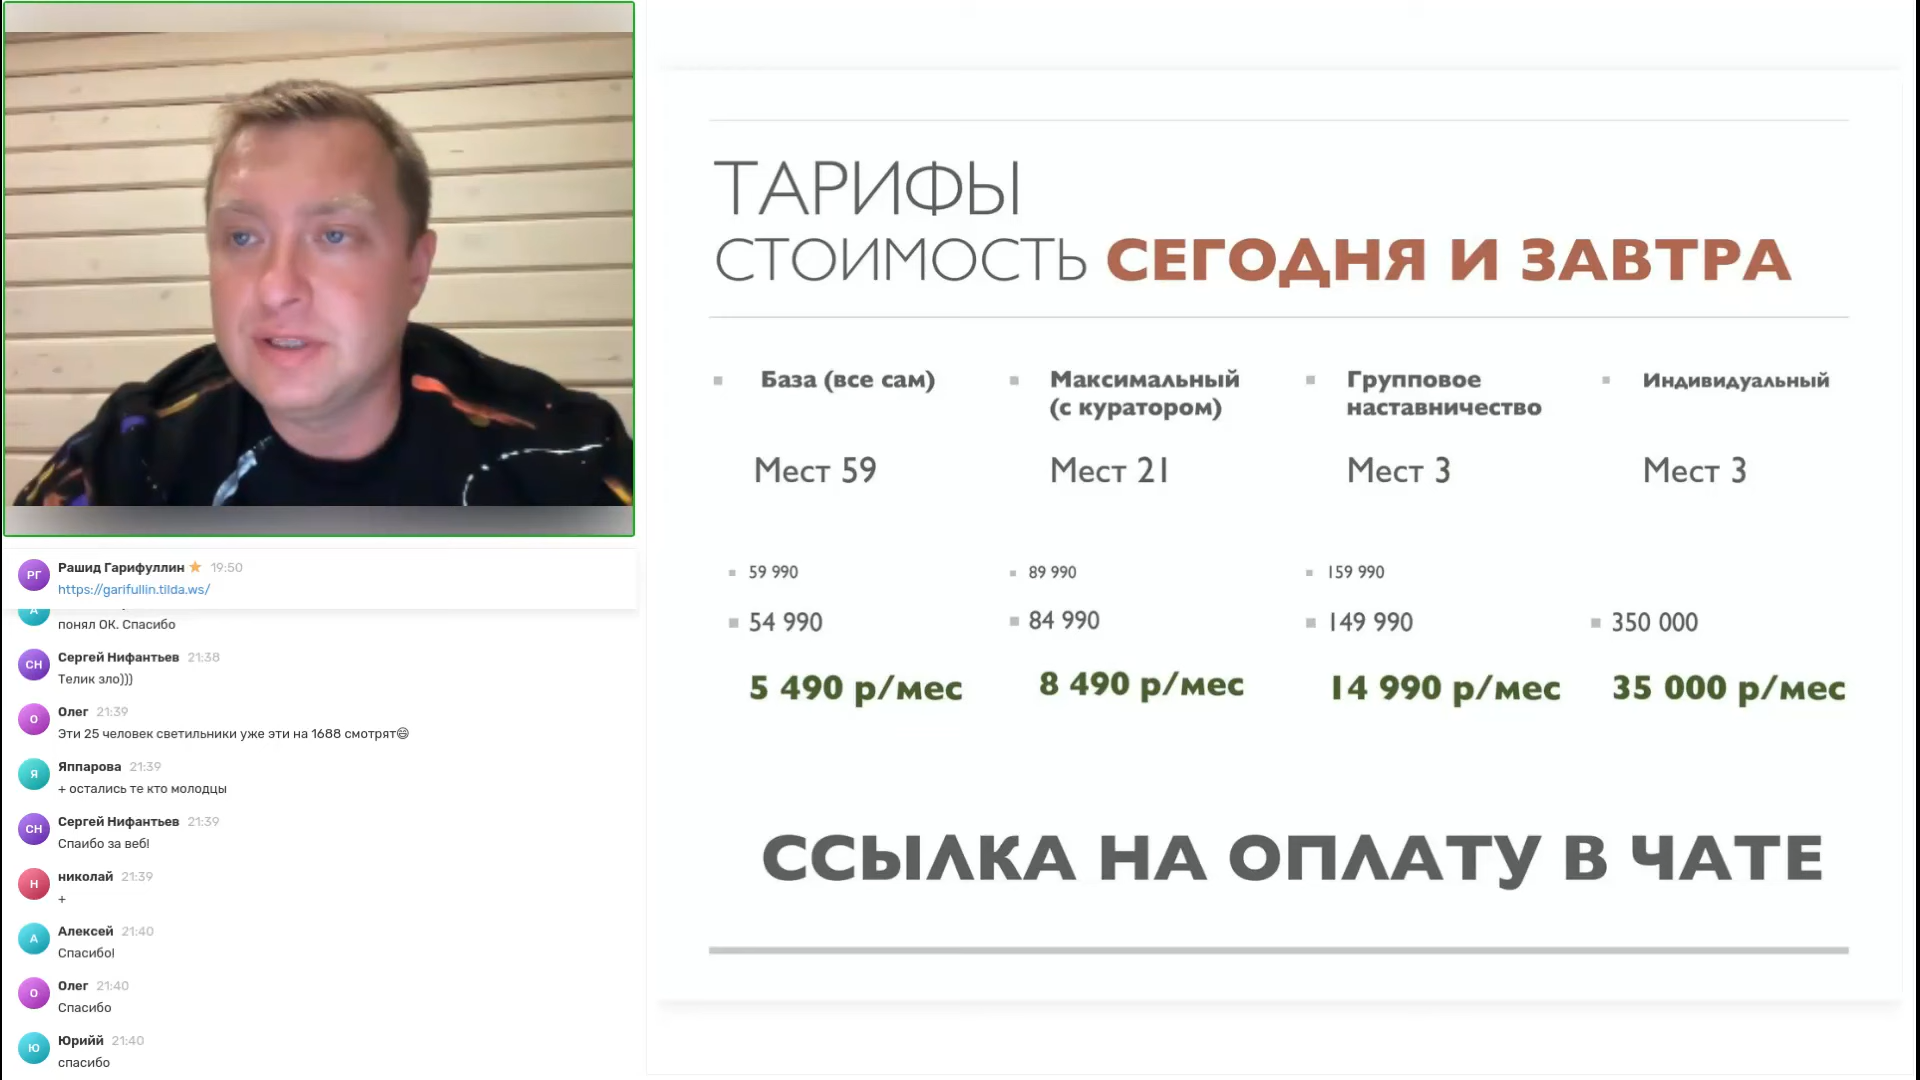 РГ
Рашид Гарифуллин 19:50
https://garifullin.tilda.ws/
А
понял ОК. Спасибо
СН
Сергей Нифантьев 21:38
Телик зло)))
О
Олег 21:39
Эти 25 человек светильники уже эти на 1688 смотрят😄
Я
Яппарова 21:39
+ остались те кто молодцы
СН
Сергей Нифантьев 21:39
Спаибо за веб!
Н
николай 21:39
+
А
Алексей 21:40
Спасибо!
О
Олег 21:40
Спасибо
Ю
Юрийй 21:40
спасибо
ТАРИФЫ
СТОИМОСТЬ СЕГОДНЯ И ЗАВТРА
База (все сам)
Мест 59
59 990
54 990
5 490 р/мес
Максимальный
(с куратором)
Мест 21
89 990
84 990
8 490 р/мес
Групповое
наставничество
Мест 3
159 990
149 990
14 990 р/мес
Индивидуальный
Мест 3
350 000
35 000 р/мес
ССЫЛКА НА ОПЛАТУ В ЧАТЕ